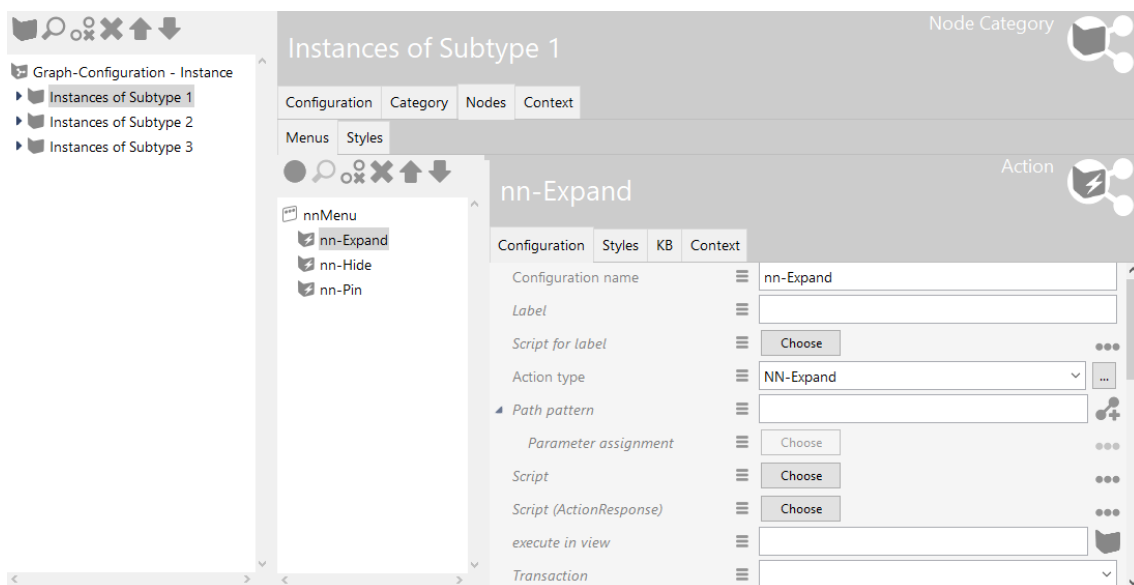 Node Category
Instances of Subtype 1
Graph-Configuration - Instance
Instances of Subtype 1
Instances of Subtype 2
Instances of Subtype 3
Configuration Category Nodes Context
Menus Styles
Action
nn-Expand
nnMenu
nn-Expand
nn-Hide
nn-Pin
Configuration Styles KB Context
Configuration name nn-Expand
Label
Script for label Choose
Action type NN-Expand ...
Path pattern
Parameter assignment Choose
Script Choose
Script (ActionResponse) Choose
execute in view
Transaction